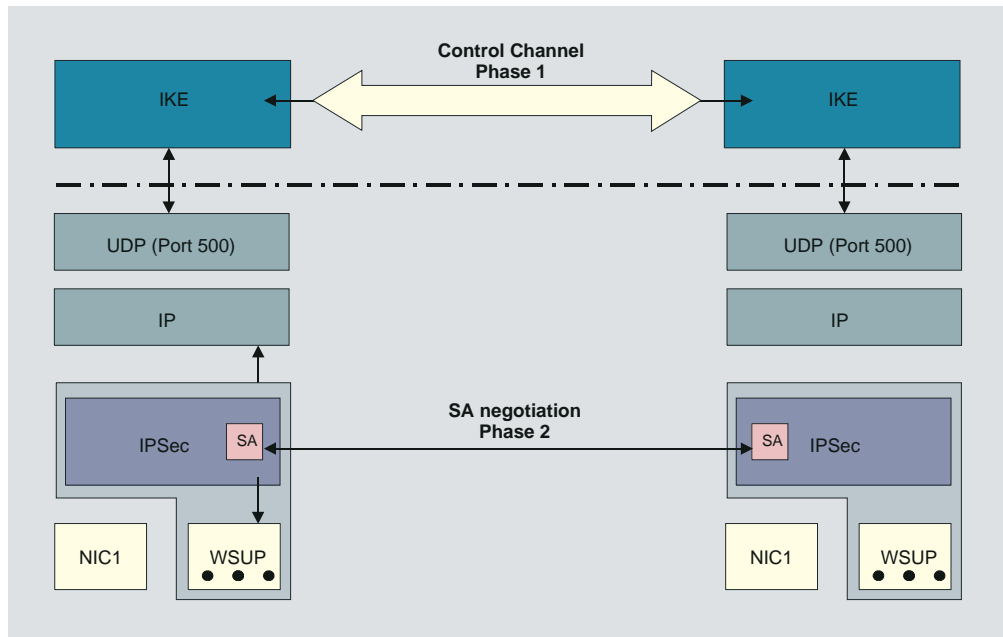 Control Channel
Phase 1
IKE
IKE
UDP (Port 500)
UDP (Port 500)
IP
IP
SA negotiation
Phase 2
IPSec
SA
SA
IPSec
NIC1
WSUP
NIC1
WSUP